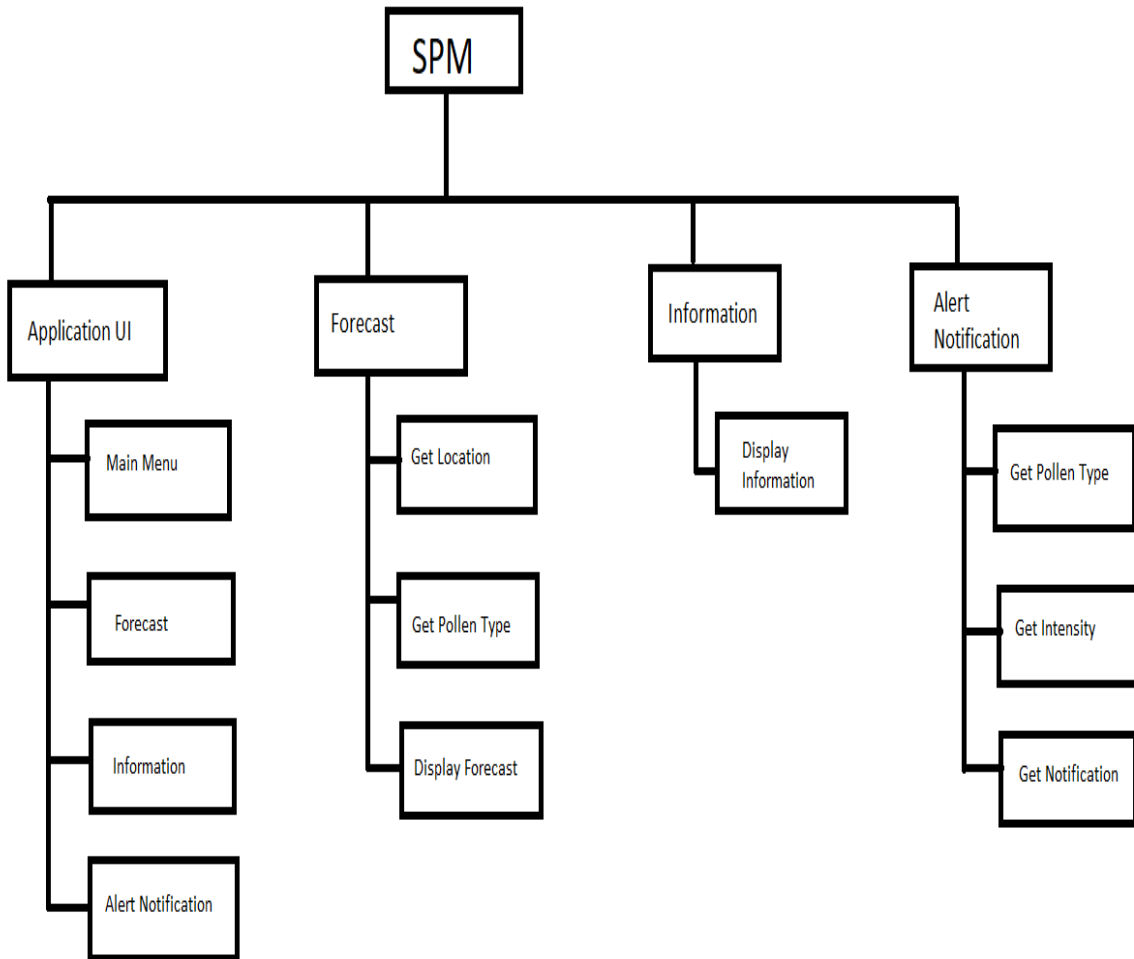 SPM
Application UI
Forecast
Information
Alert
Notification
Main Menu
Forecast
Information
Alert Notification
Get Location
Get Pollen Type
Display Forecast
Display
Information
Get Pollen Type
Get Intensity
Get Notification